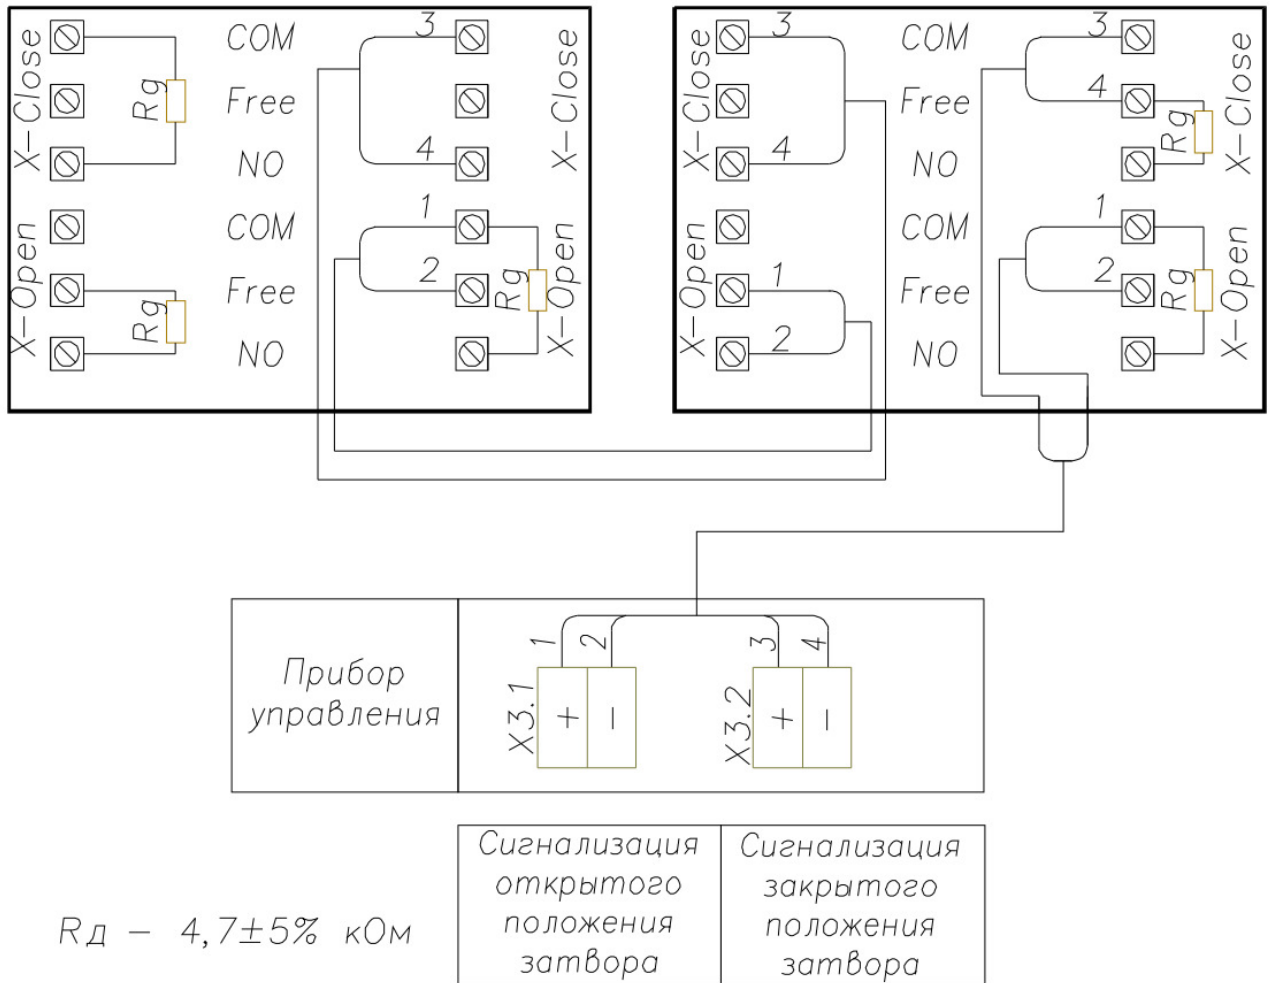 X-Close
Rg
COM
3
X-Close
Free
4
NO
X-Open
1
COM
2
Free
Rg
Rg
X-Open
NO
X-Close
3
COM
3
X-Close
Free
4
Rg
4
NO
X-Open
1
COM
1
2
Free
2
Rg
X-Open
NO
Прибор
управления
1
2
3
4
X3.1
+
−
X3.2
+
−
Сигнализация
открытого
положения
затвора
Сигнализация
закрытого
положения
затвора
Rд − 4,7±5% кОм